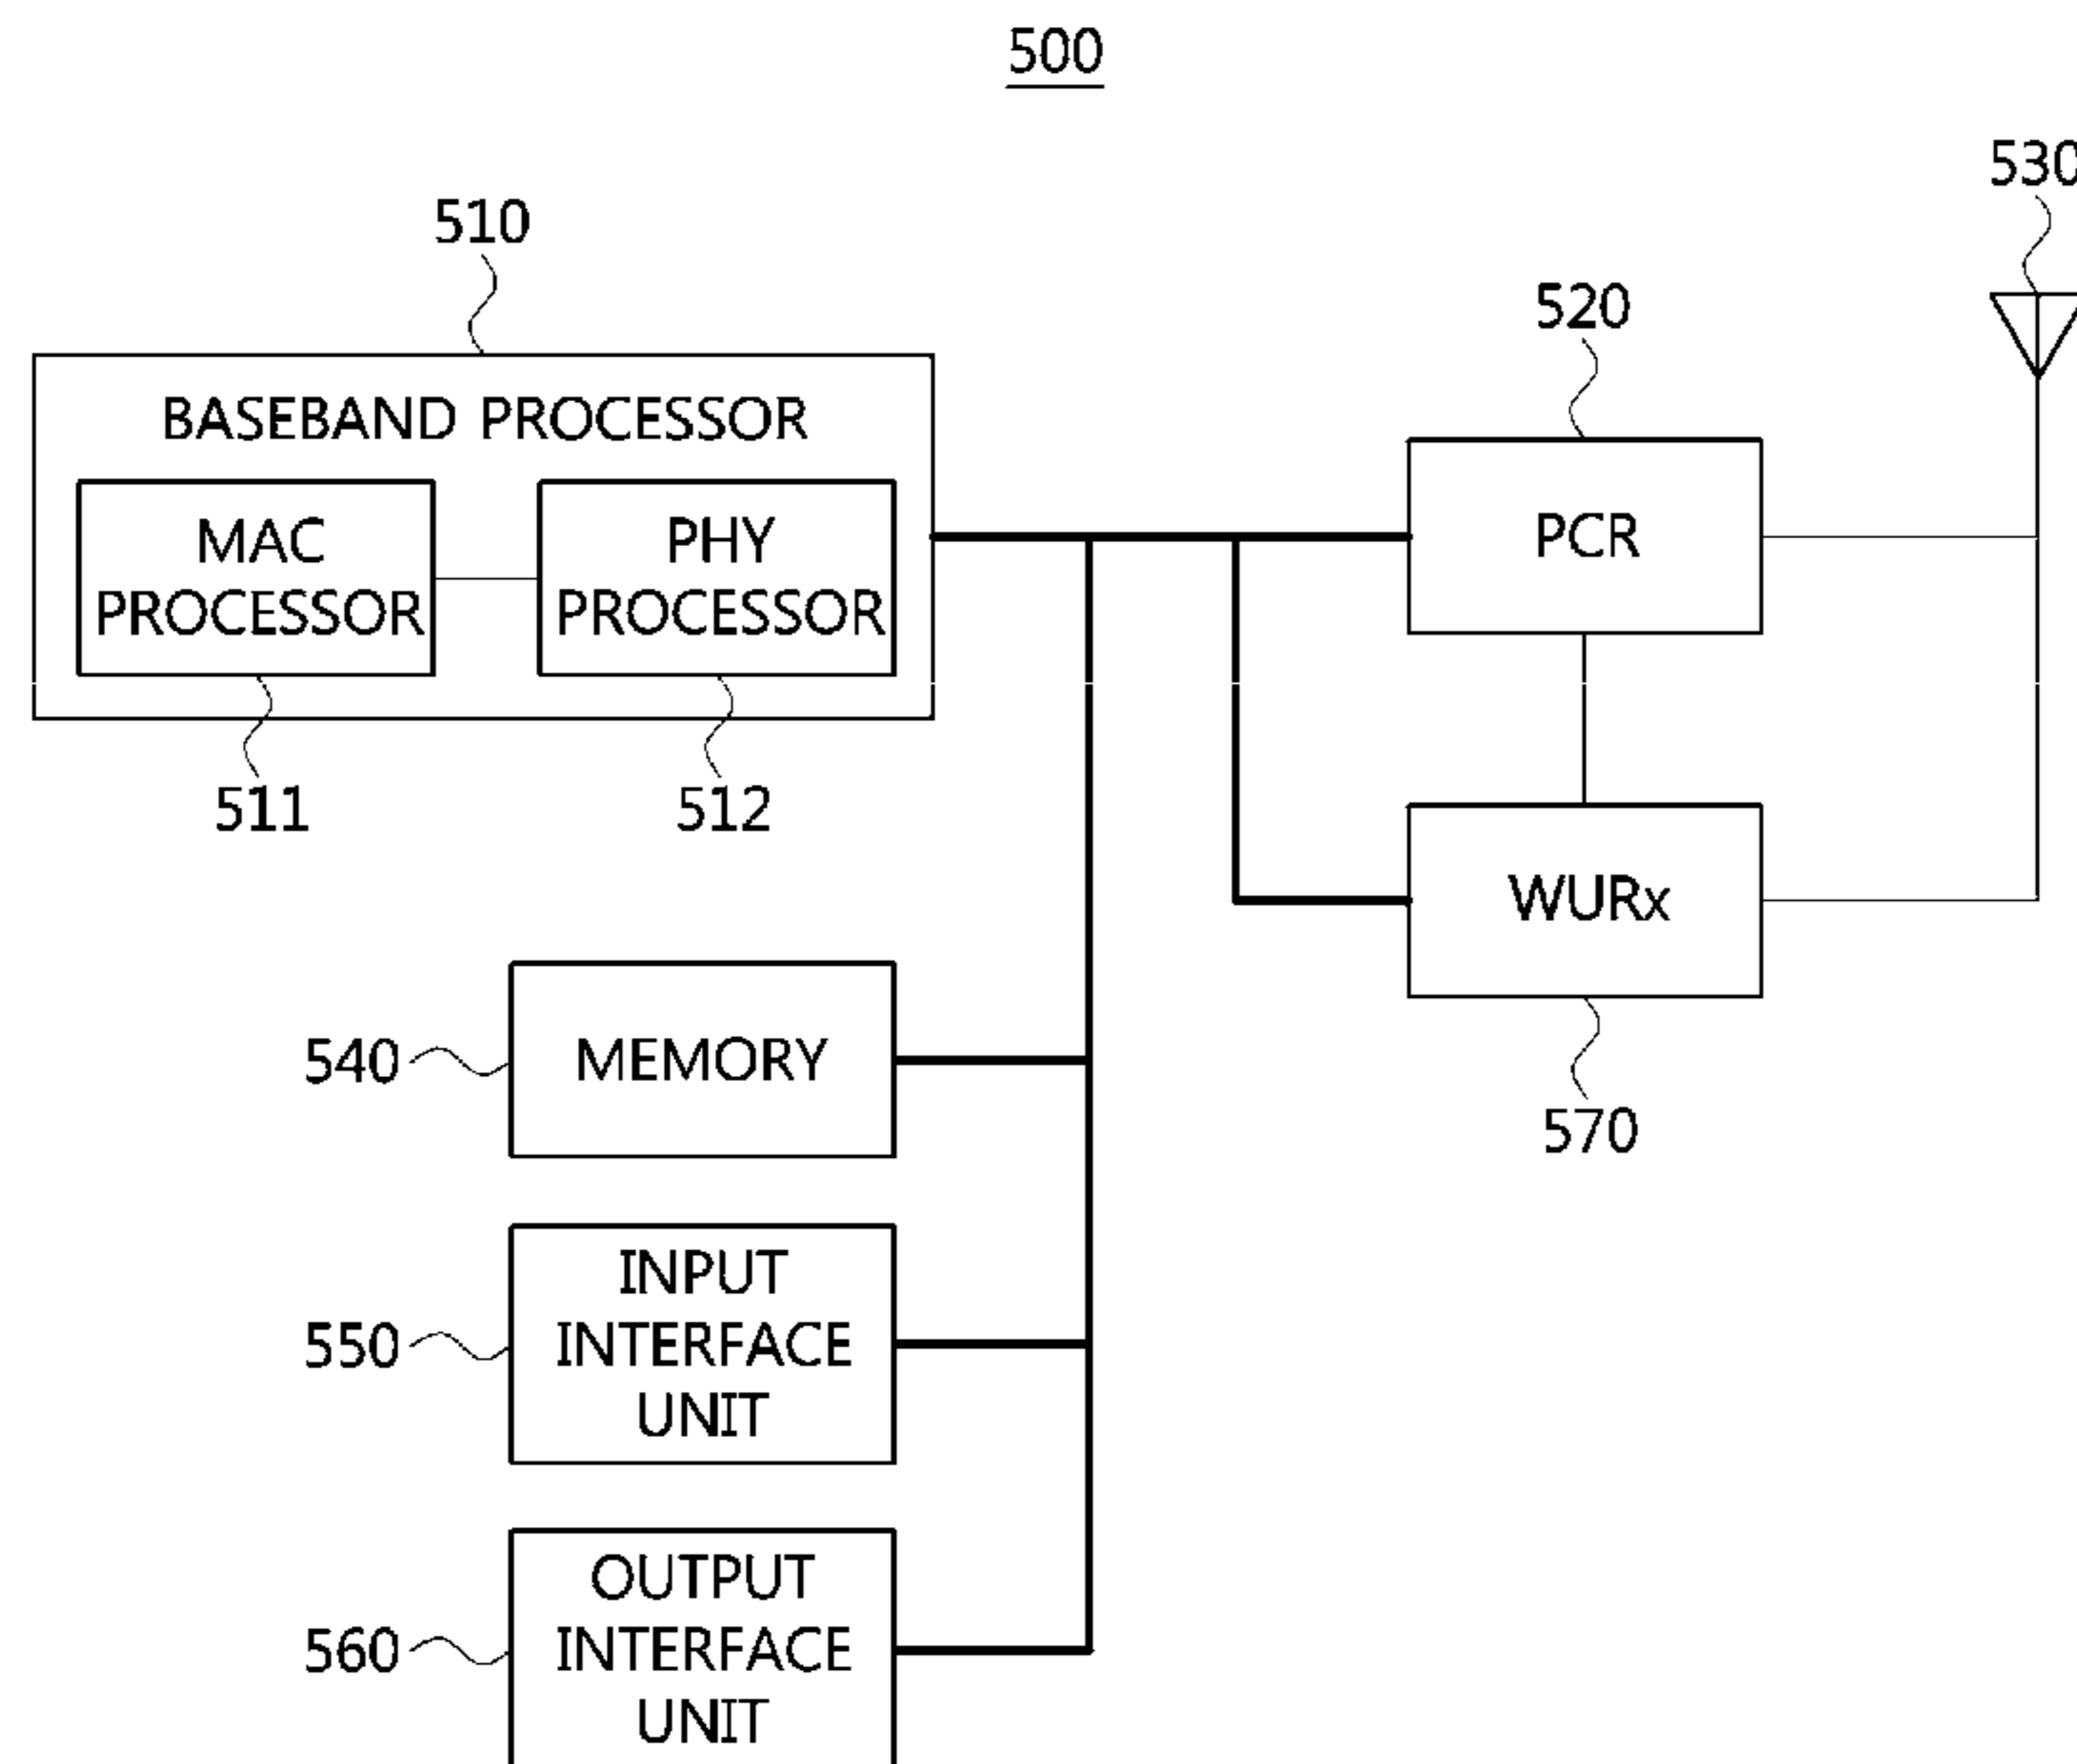 500
530
510
520
BASEBAND PROCESSOR
MAC
PROCESSOR
PHY
PROCESSOR
PCR
511
512
WURx
570
540
MEMORY
550
INPUT
INTERFACE
UNIT
560
OUTPUT
INTERFACE
UNIT